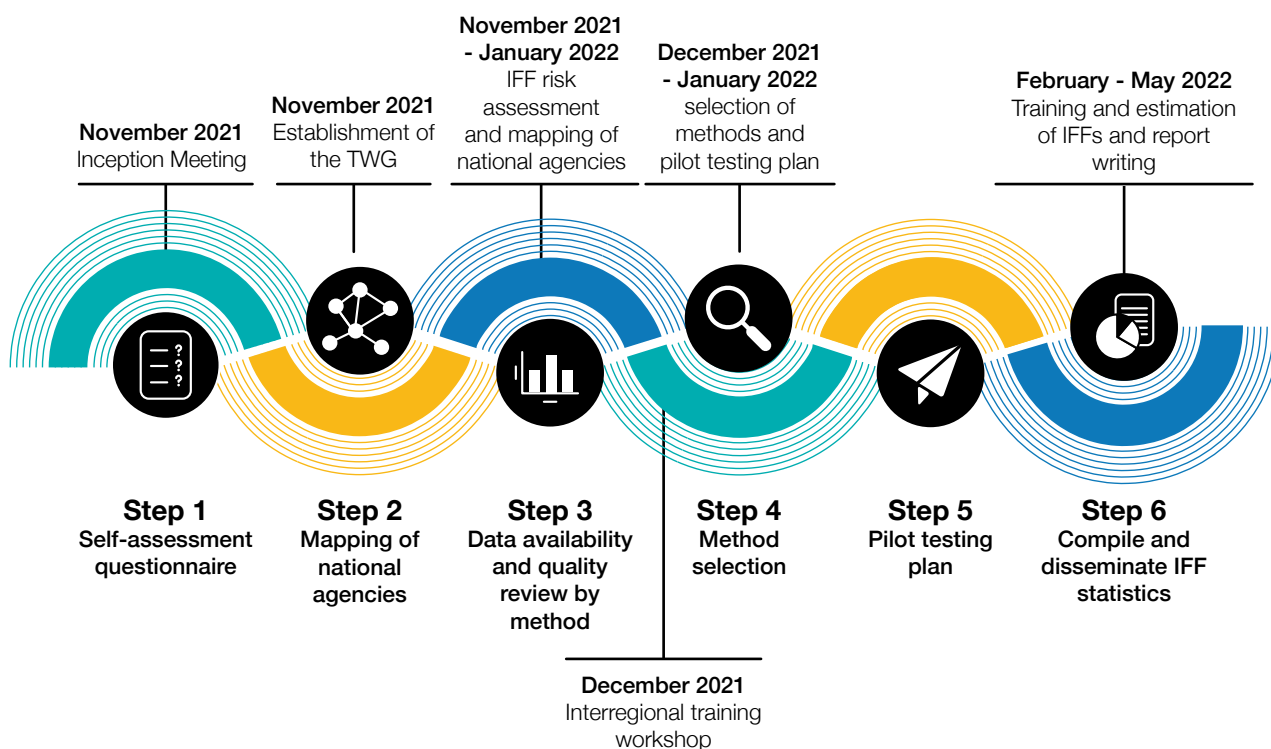 November 2021
Inception Meeting
November 2021
Establishment of
the TWG
November 2021
- January 2022
IFF risk
assessment
and mapping of
national agencies
December 2021
- January 2022
selection of
methods and
pilot testing plan
February - May 2022
Training and estimation
of IFFs and report
writing
?
?
?
Step 1
Self-assessment
questionnaire
Step 2
Mapping of
national
agencies
Step 3
Data availability
and quality
review by
method
Step 4
Method
selection
Step 5
Pilot testing
plan
Step 6
Compile and
disseminate IFF
statistics
December 2021
Interregional training
workshop